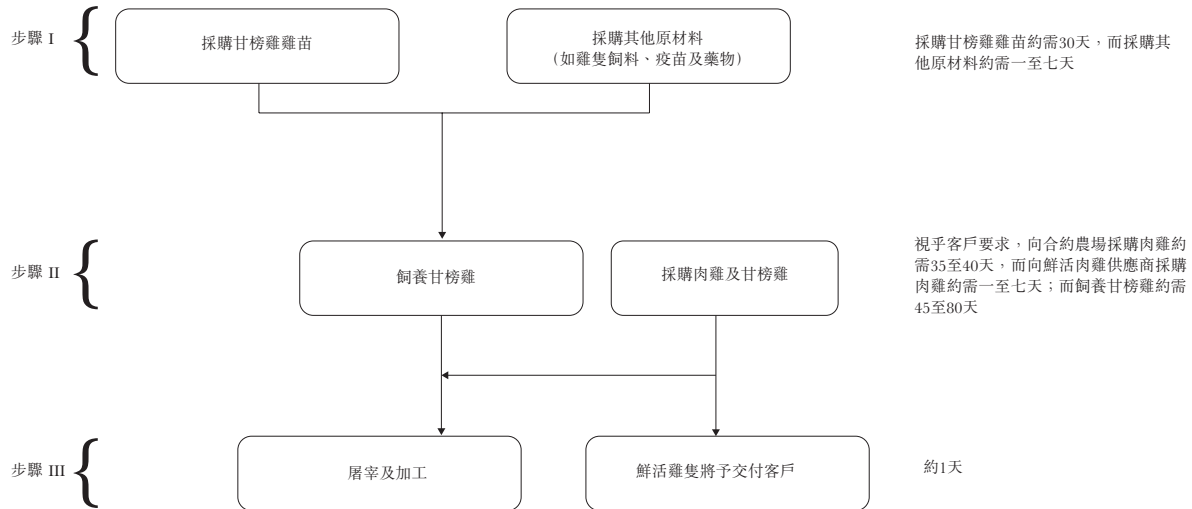 步驟 I
採購甘榜雞雞苗
採購其他原材料
(如雞隻飼料、疫苗及藥物)
採購甘榜雞雞苗約需30天，而採購其
他原材料約需一至七天
步驟 II
飼養甘榜雞
採購肉雞及甘榜雞
視乎客戶要求，向合約農場採購肉雞約
需35至40天，而向鮮活肉雞供應商採購
肉雞約需一至七天；而飼養甘榜雞約需
45至80天
步驟 III
屠宰及加工
鮮活雞隻將予交付客戶
約1天